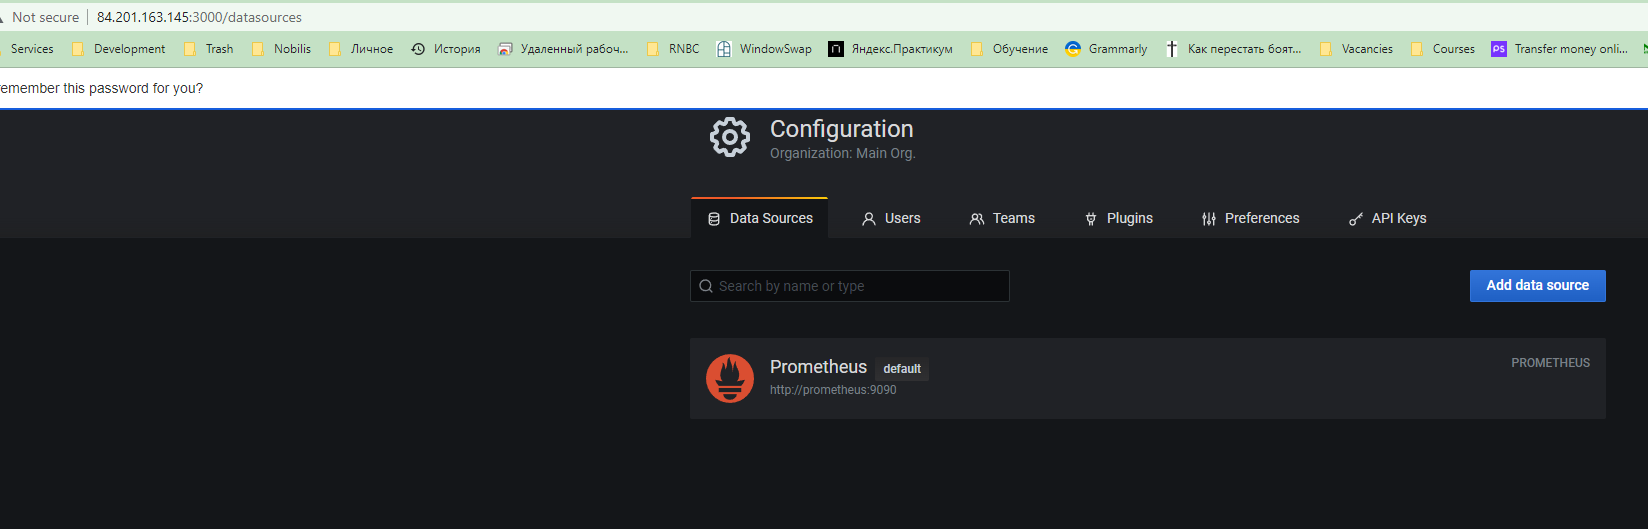 Not secure 84.201.163.145:3000/datasources
Services Development Trash Nobilis Личное История Удаленный рабоч... RNBC WindowSwap Яндекс.Практикум Обучение Grammarly Как перестать боят... Vacancies Courses Transfer money onli...
emember this password for you?
Configuration
Organization: Main Org.
Data Sources Users Teams Plugins Preferences API Keys
Search by name or type Add data source
Prometheus default PROMETHEUS
http://prometheus:9090